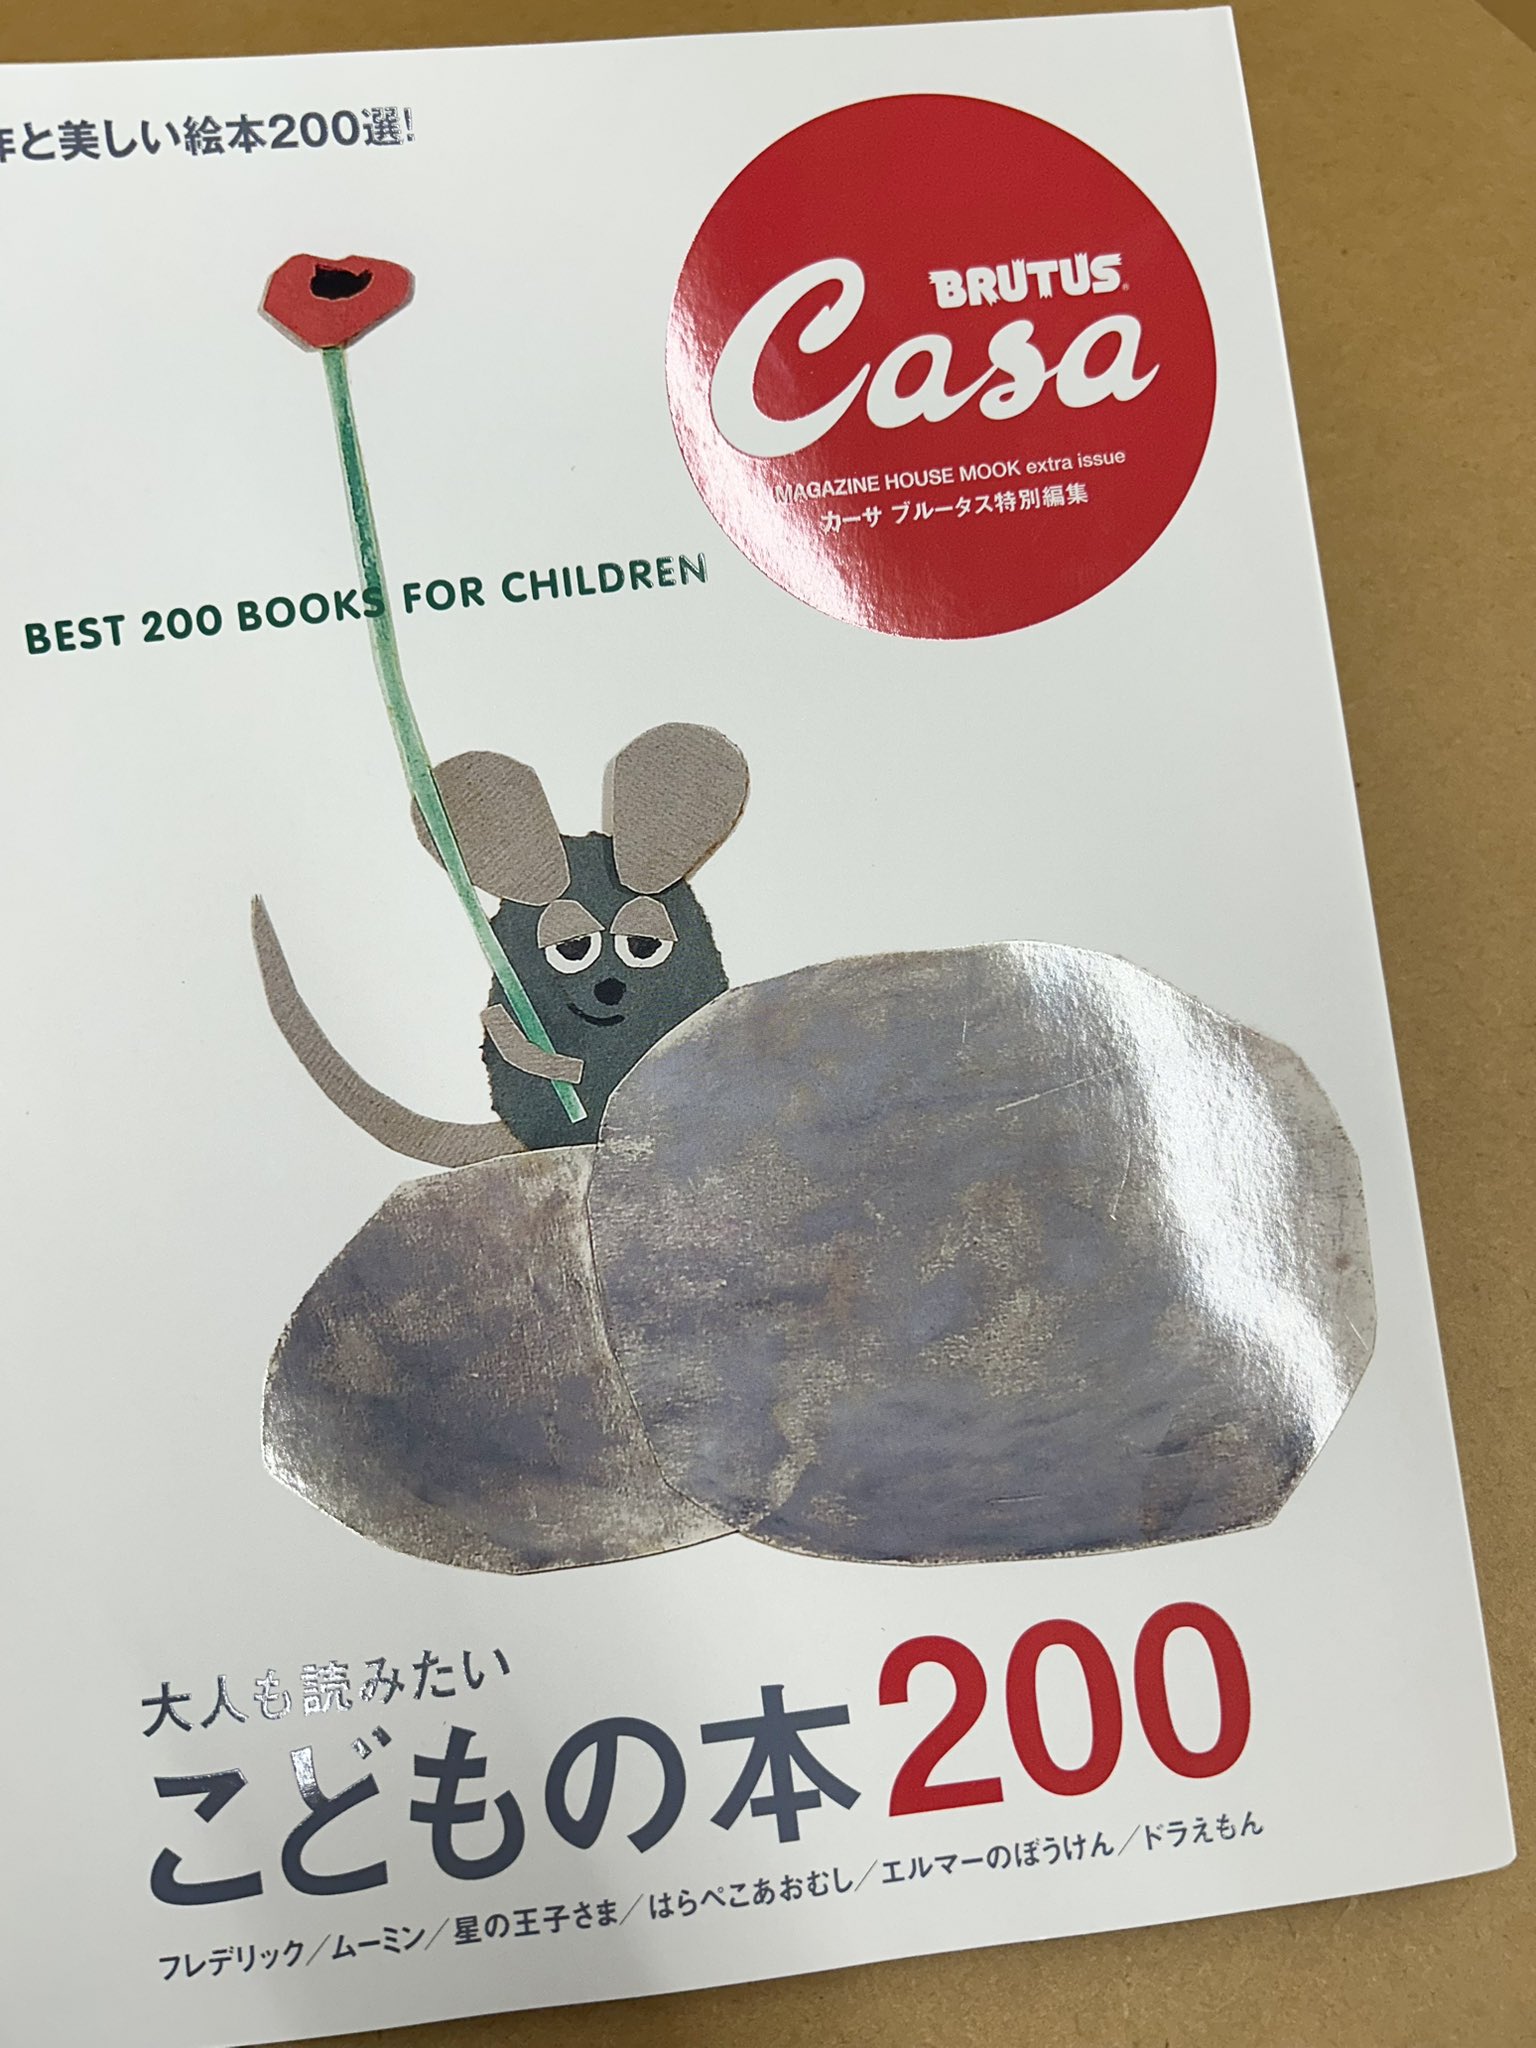 と美しい絵本200選!
BRUTUS®
Casa
MAGAZINE HOUSE MOOK extra issue
カーサ ブルータス特別編集
BEST 200 BOOKS FOR CHILDREN
大人も読みたい
こどもの本200
フレデリック／ムーミン／星の王子さま／はらぺこあおむし／エルマーのぼうけん／ドラえもん